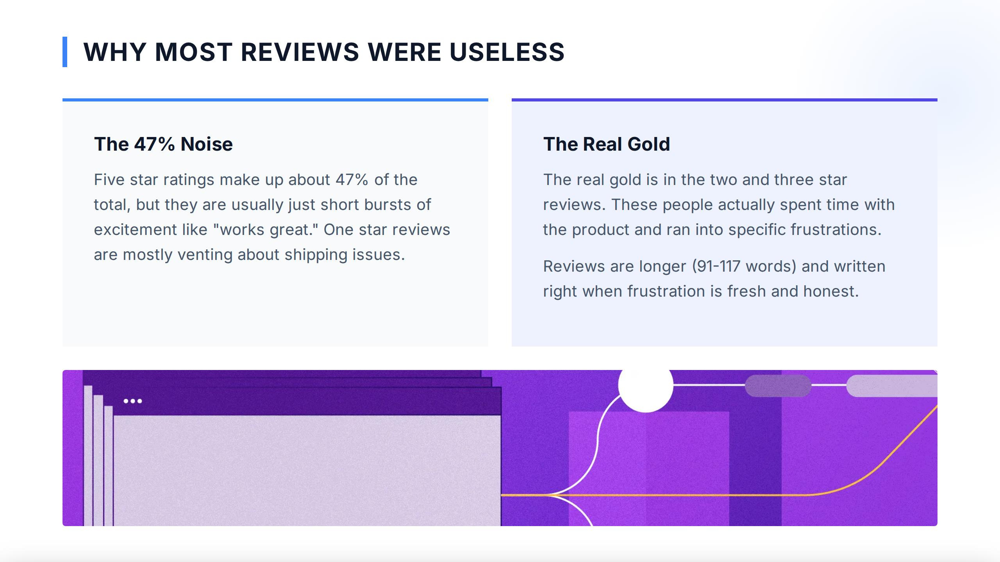 WHY MOST REVIEWS WERE USELESS
The 47% Noise
Five star ratings make up about 47% of the
total, but they are usually just short bursts of
excitement like "works great." One star reviews
are mostly venting about shipping issues.
The Real Gold
The real gold is in the two and three star
reviews. These people actually spent time with
the product and ran into specific frustrations.
Reviews are longer (91-117 words) and written
right when frustration is fresh and honest.